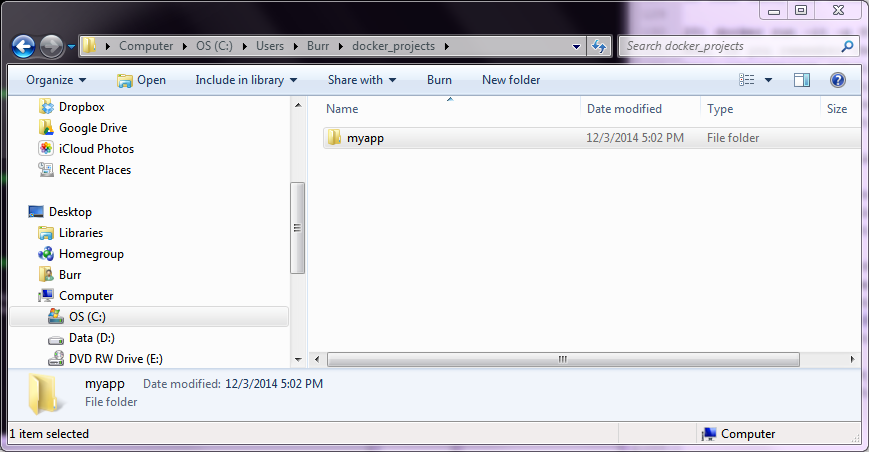 Computer OS (C:) Users Burr docker_projects
Search docker_projects
Organize Open Include in library Share with Burn New folder
Name Date modified Type Size
myapp 12/3/2014 5:02 PM File folder
Dropbox
Google Drive
iCloud Photos
Recent Places
Desktop
Libraries
Homegroup
Burr
Computer
OS (C:)
Data (D:)
DVD RW Drive (E:)
myapp Date modified: 12/3/2014 5:02 PM
File folder
1 item selected
Computer